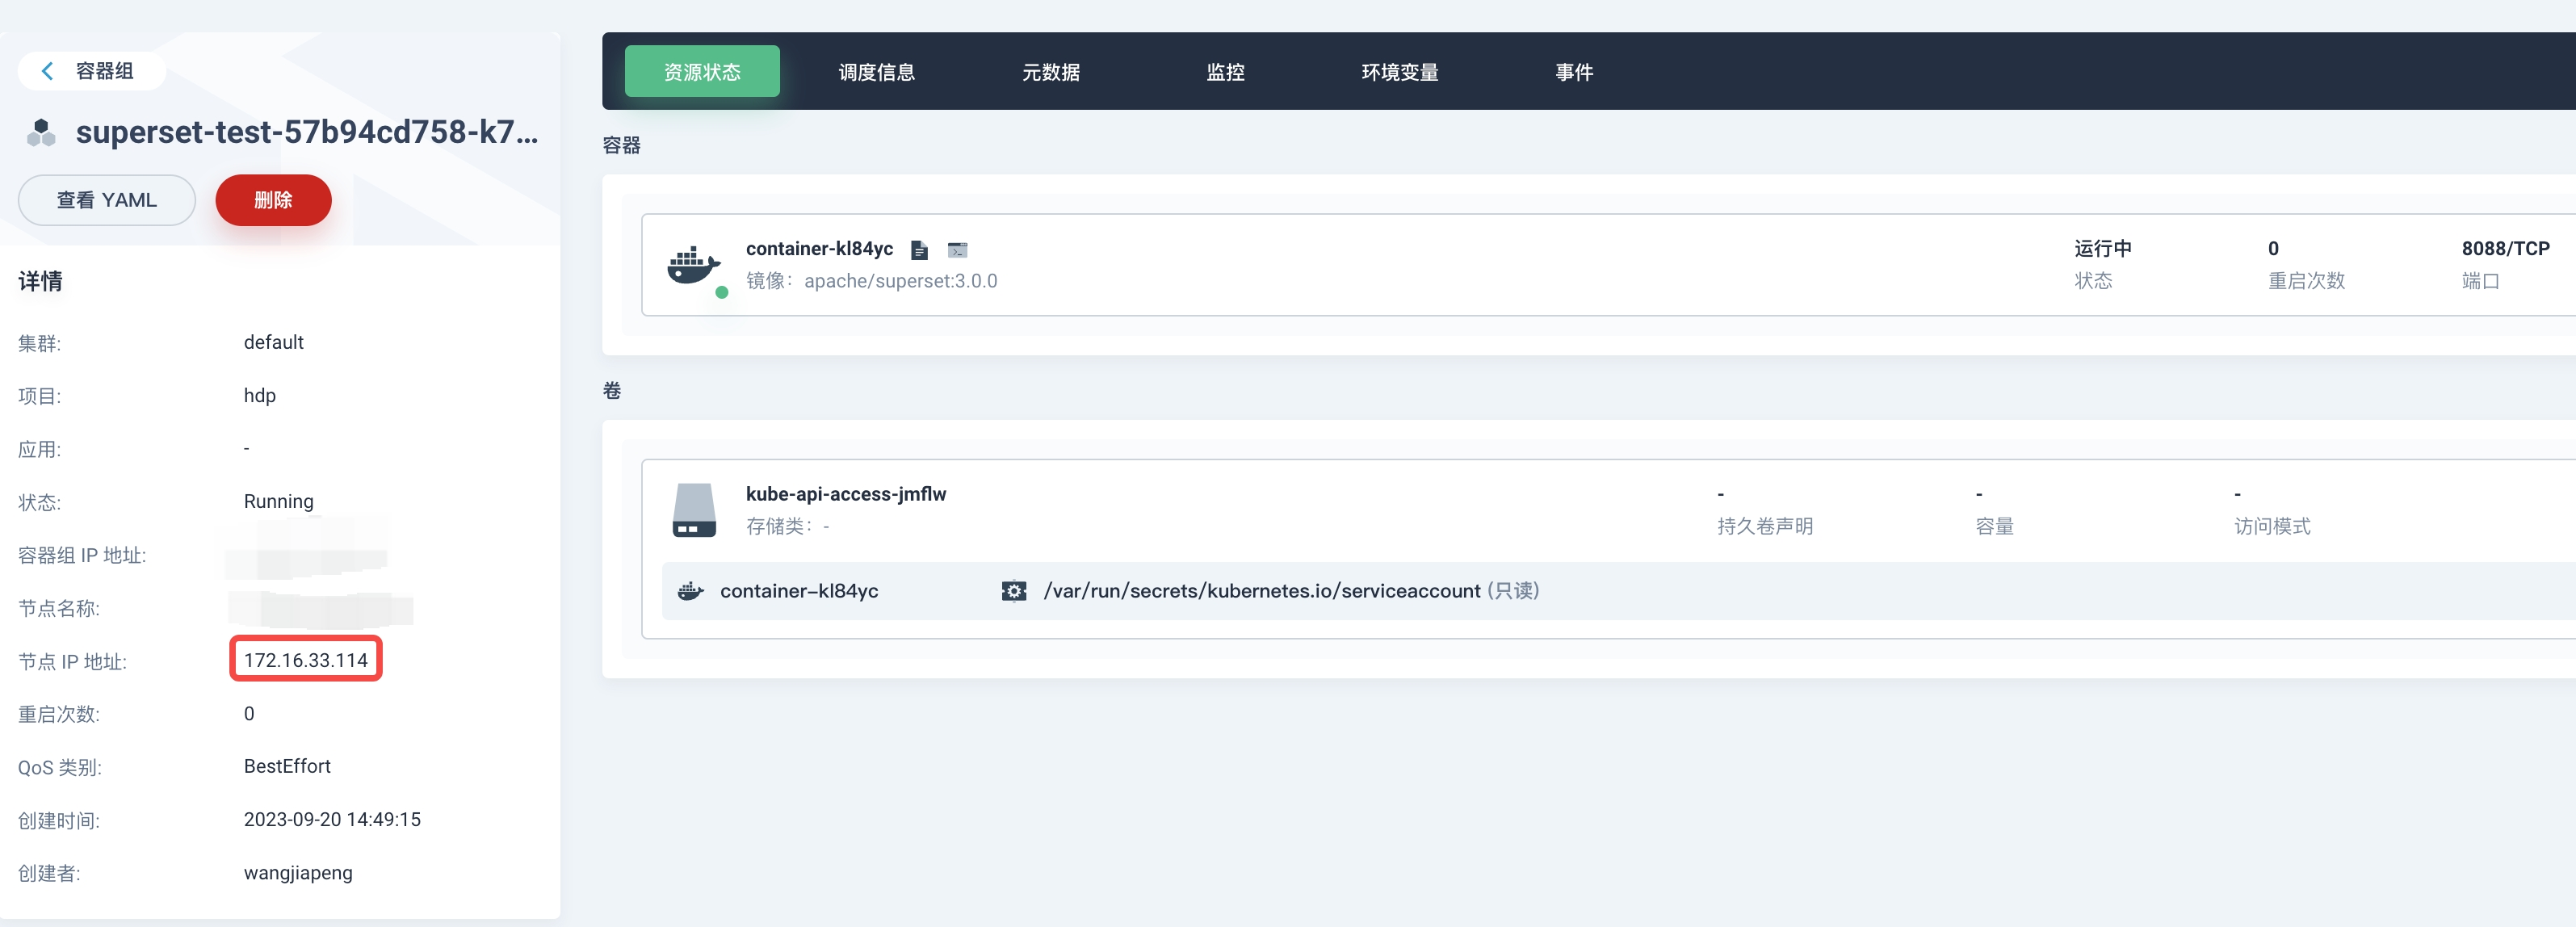 容器组
superset-test-57b94cd758-k7...
查看 YAML
删除
详情
集群: default
项目: hdp
应用: -
状态: Running
容器组 IP 地址:
节点名称:
节点 IP 地址: 172.16.33.114
重启次数: 0
QoS 类别: BestEffort
创建时间: 2023-09-20 14:49:15
创建者: wangjiapeng
资源状态 调度信息 元数据 监控 环境变量 事件
容器
container-kl84yc 运行中 0 8088/TCP
镜像: apache/superset:3.0.0 状态 重启次数 端口
卷
kube-api-access-jmflw - - -
存储类: - 持久卷声明 容量 访问模式
container-kl84yc /var/run/secrets/kubernetes.io/serviceaccount (只读)